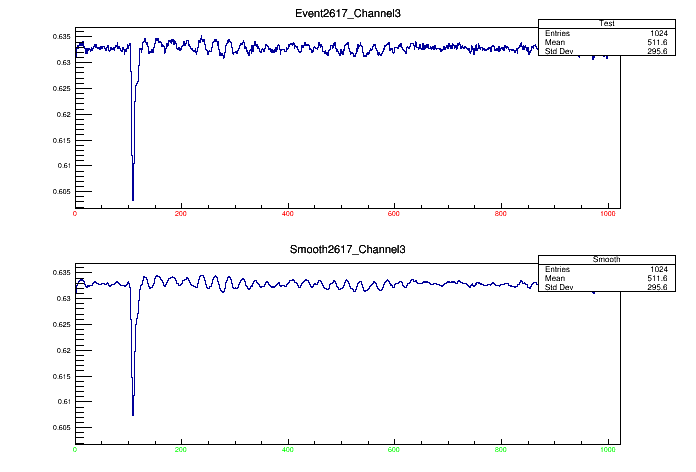 Event2617_Channel3
Test
Entries 1024
Mean 511.6
Std Dev 295.6
0.635
0.63
0.625
0.62
0.615
0.61
0.605
0 200 400 600 800 1000
Smooth2617_Channel3
Smooth
Entries 1024
Mean 511.6
Std Dev 295.6
0.635
0.63
0.625
0.62
0.615
0.61
0.605
0 200 400 600 800 1000